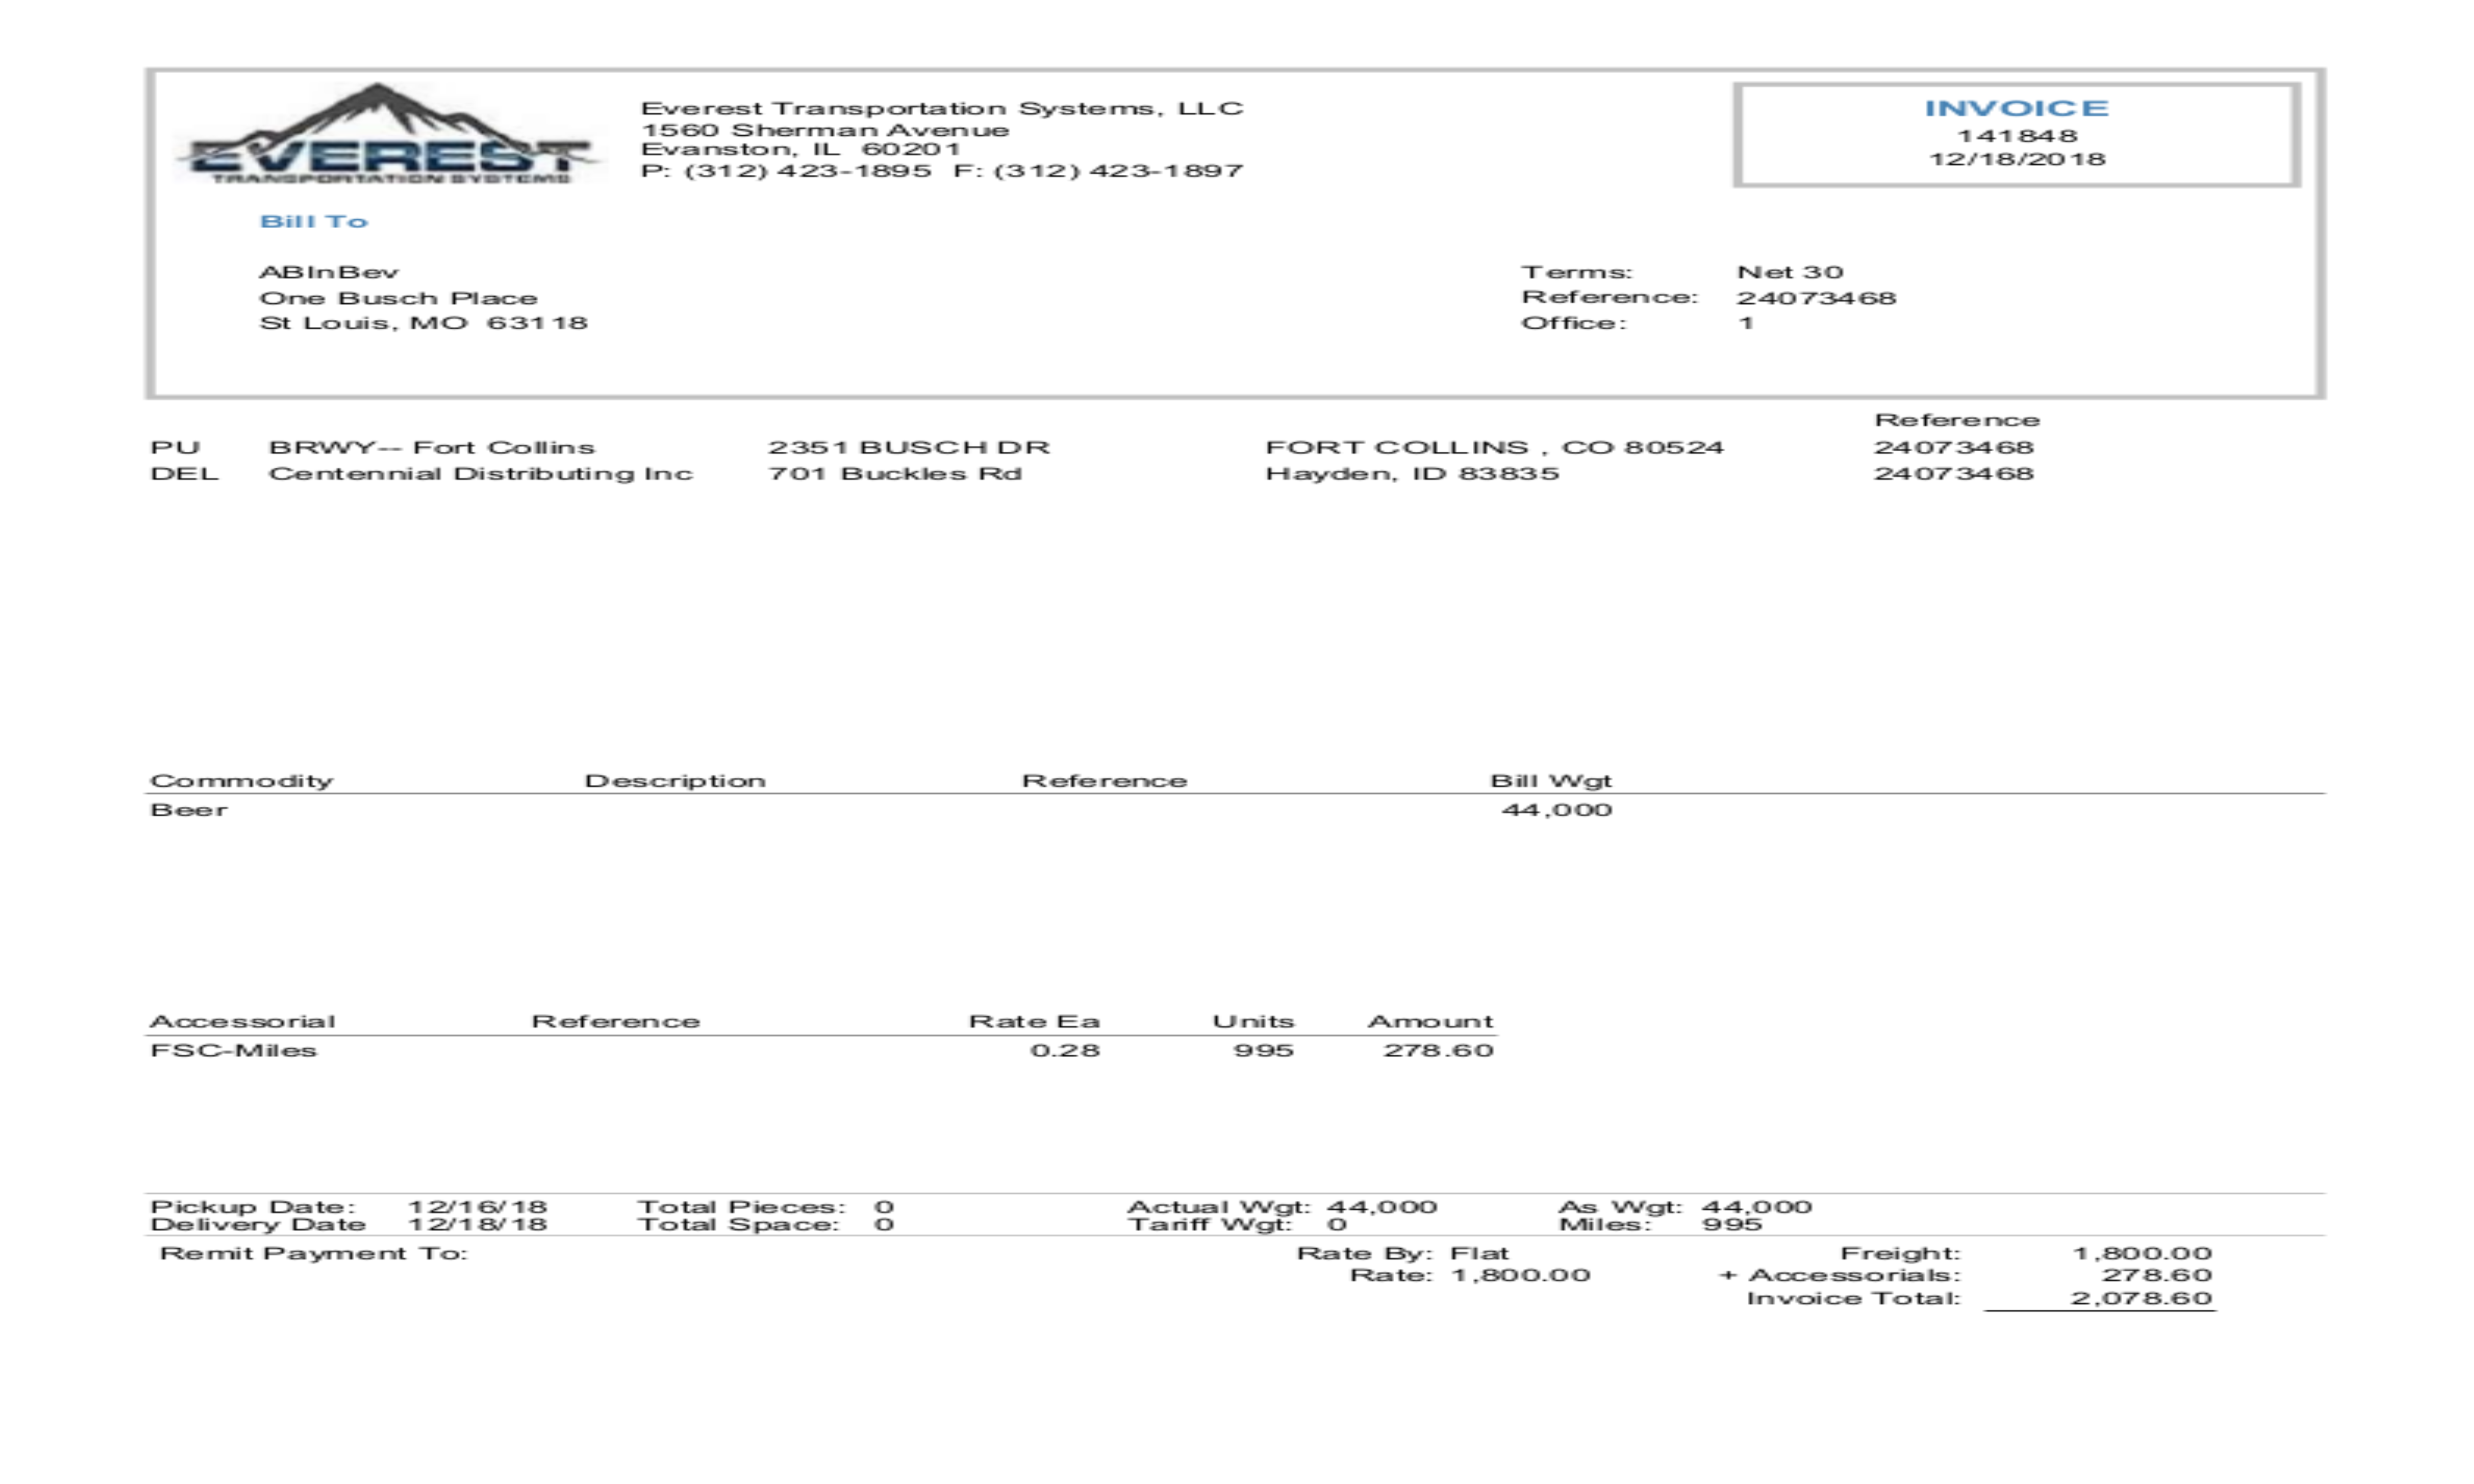 EVEREST
TRANSPORTATION SYSTEMS
Everest Transportation Systems, LLC
1560 Sherman Avenue
Evanston, IL 60201
P: (312) 423-1895 F: (312) 423-1897
INVOICE
141848
12/18/2018
Bill To
ABInBev
One Busch Place
St Louis, MO 63118
Terms: Net 30
Reference: 24073468
Office: 1
Reference
PU BRWY-- Fort Collins 2351 BUSCH DR FORT COLLINS , CO 80524 24073468
DEL Centennial Distributing Inc 701 Buckles Rd Hayden, ID 83835 24073468
Commodity Description Reference Bill Wgt
Beer 44,000
Accessorial Reference Rate Ea Units Amount
FSC-Miles 0.28 995 278.60
Pickup Date: 12/16/18 Total Pieces: 0 Actual Wgt: 44,000 As Wgt: 44,000
Delivery Date 12/18/18 Total Space: 0 Tariff Wgt: 0 Miles: 995
Remit Payment To: Rate By: Flat Freight: 1,800.00
Rate: 1,800.00 + Accessorials: 278.60
Invoice Total: 2,078.60